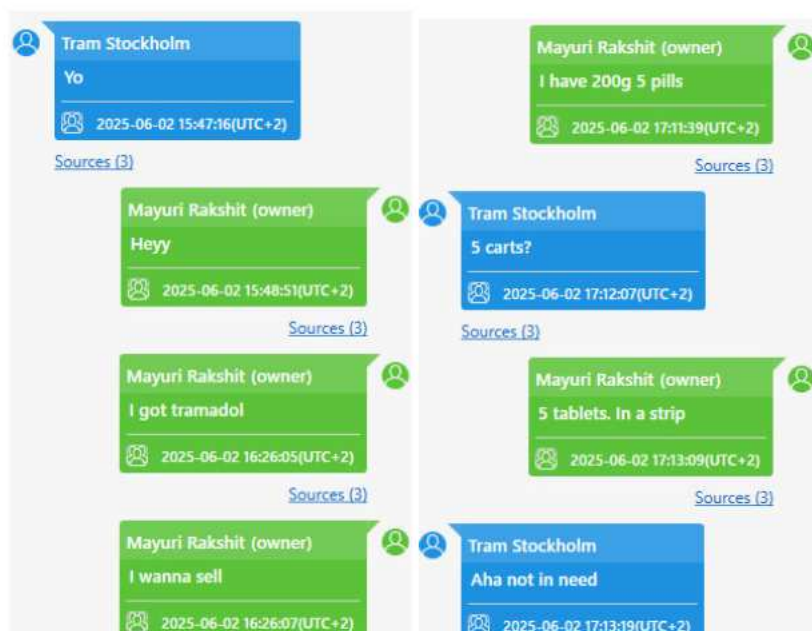 Tram Stockholm
Yo
2025-06-02 15:47:16(UTC+2)
Sources (3)
Mayuri Rakshit (owner)
Heyy
2025-06-02 15:48:51(UTC+2)
Sources (3)
Mayuri Rakshit (owner)
I got tramadol
2025-06-02 16:26:05(UTC+2)
Sources (3)
Mayuri Rakshit (owner)
I wanna sell
2025-06-02 16:26:07(UTC+2)
Mayuri Rakshit (owner)
I have 200g 5 pills
2025-06-02 17:11:39(UTC+2)
Sources (3)
Tram Stockholm
5 carts?
2025-06-02 17:12:07(UTC+2)
Sources (3)
Mayuri Rakshit (owner)
5 tablets. In a strip
2025-06-02 17:13:09(UTC+2)
Sources (3)
Tram Stockholm
Aha not in need
2025-06-02 17:13:19(UTC+2)